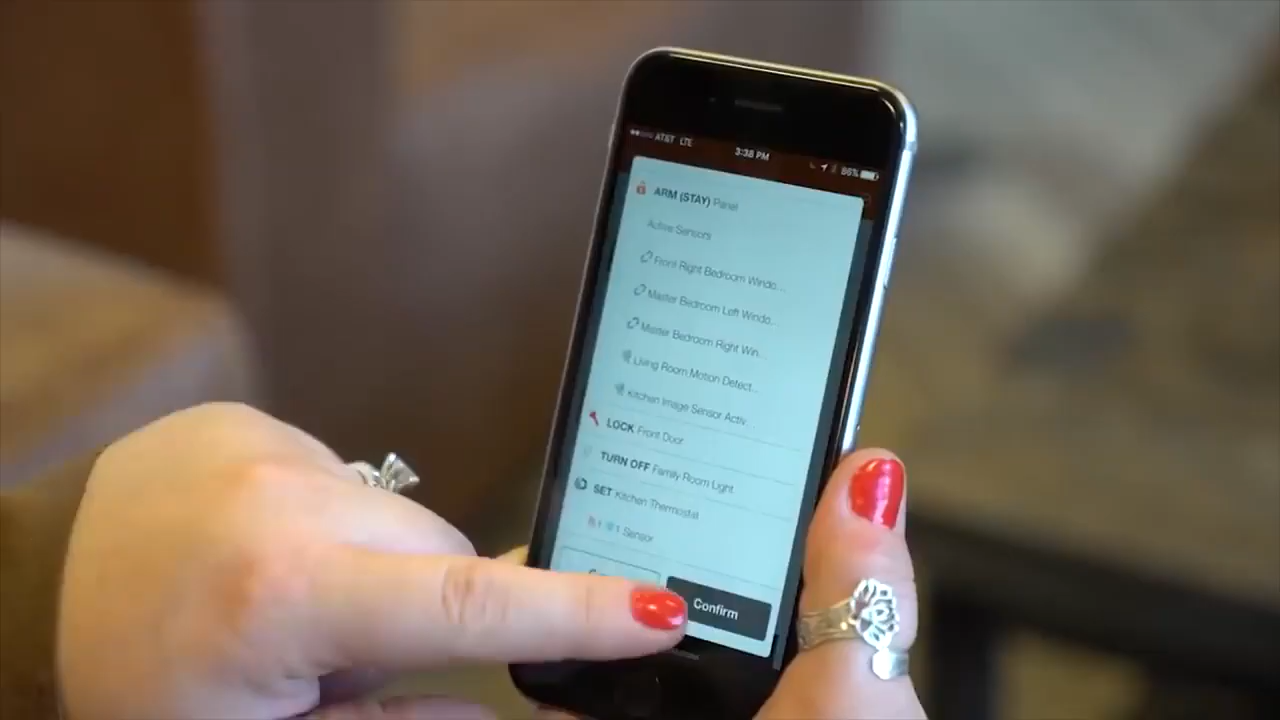 AT&T LTE
3:38 PM
86%
ARM (STAY) Panel
Active Sensors
Front Right Bedroom Windo...
Master Bedroom Left Windo...
Master Bedroom Right Win...
Living Room Motion Detect...
Kitchen Image Sensor Activ...
LOCK Front Door
TURN OFF Family Room Light
SET Kitchen Thermostat
Sensor
Confirm